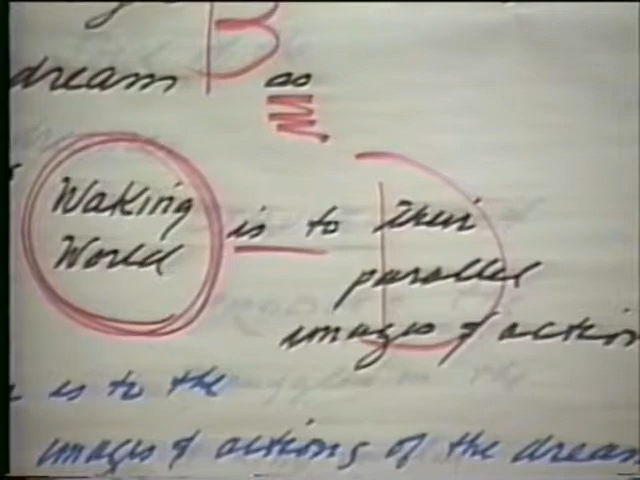 B
dream as
Waking is to their
World
parallel
D
images of action
is to the
images of actions of the dream